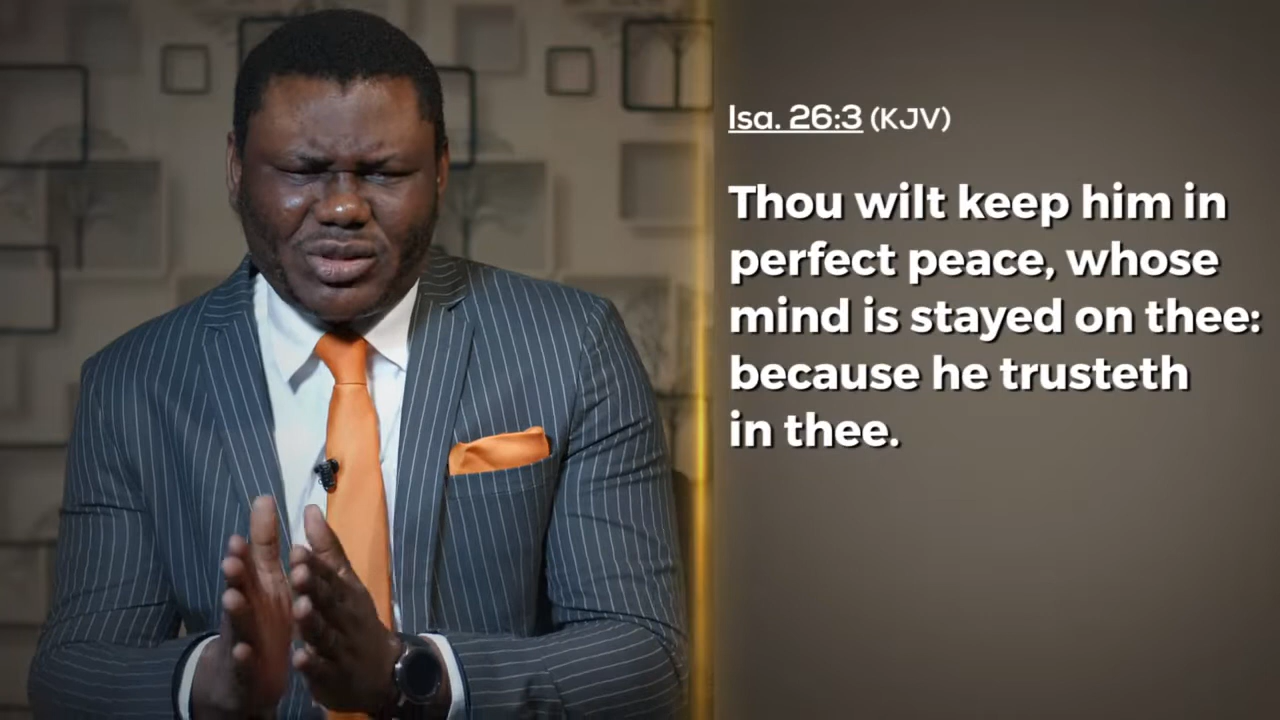 Isa. 26:3 (KJV)
Thou wilt keep him in
perfect peace, whose
mind is stayed on thee:
because he trusteth
in thee.